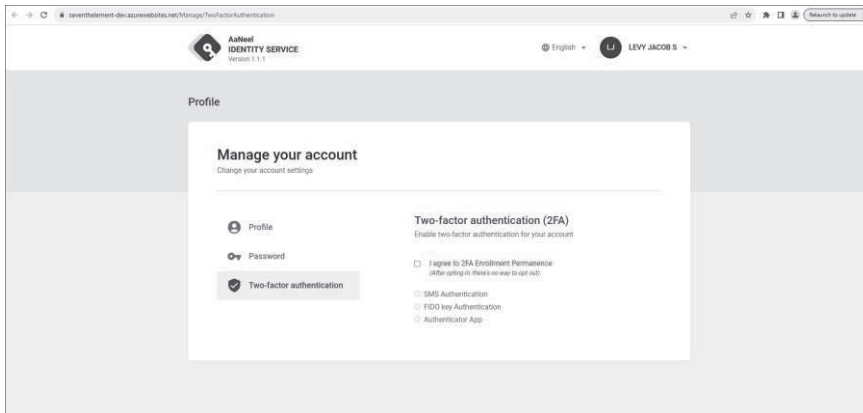 seventhelement-dev.azurewebsites.net/Manage/TwoFactorAuthentication
Relaunch to update
AaNeel
IDENTITY SERVICE
Version 1.1.1
English
LJ
LEVY JACOB S
Profile
Manage your account
Change your account settings
Profile
Password
Two-factor authentication
Two-factor authentication (2FA)
Enable two-factor authentication for your account
I agree to 2FA Enrollment Permanence
(After opting in, there's no way to opt out).
SMS Authentication
FIDO key Authentication
Authenticator App